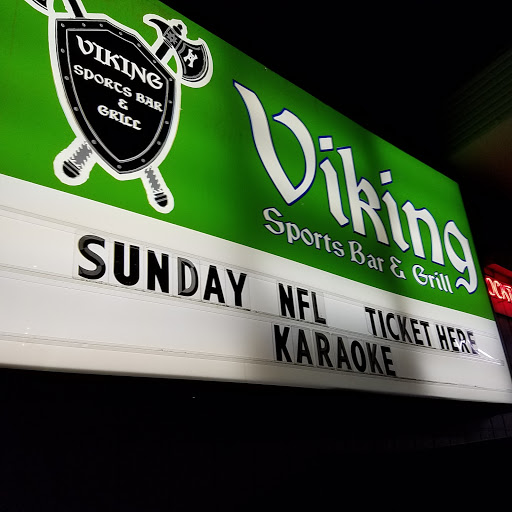 VIKING
SPORTS BAR
&
GRILL
Viking
Sports Bar & Grill
SUNDAY NFL TICKET HERE
KARAOKE